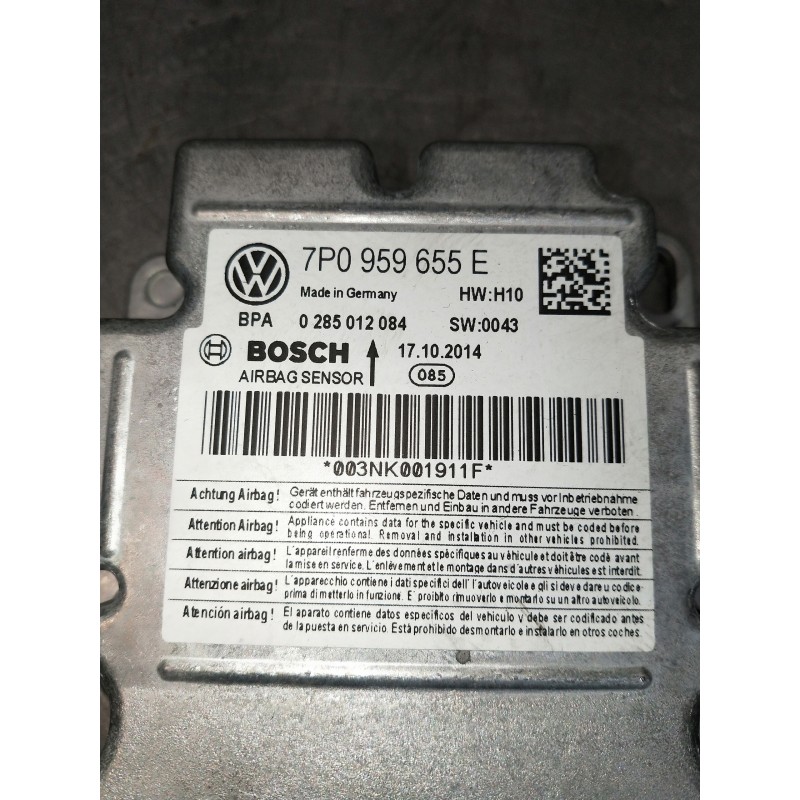 7P0 959 655 E
Made in Germany HW:H10
BPA 0 285 012 084 SW:0043
BOSCH 17.10.2014
AIRBAG SENSOR 085
*003NK001911F*
Achtung Airbag! Gerät enthält fahrzeugspezifische Daten und muss vor Inbetriebnahme
codiert werden. Entfernen und Einbau in andere Fahrzeuge verboten.
Attention Airbag! Appliance contains data for the specific vehicle and must be coded before
being operational. Removal and installation in other vehicles prohibited.
Attention airbag! L'appareil renferme des données spécifiques au véhicule et doit être codé avant
la mise en service. L'enlèvement et le montage dans d'autres véhicules est interdit.
Attenzione airbag! L'apparecchio contiene i dati specifici dell'l'autoveicolo e gli si deve dare u codice
prima di metterlo in funzione. E' proibito rimuoverlo e montarlo su un altro autoveicolo.
Atención airbag! El aparato contiene datos específicos del vehículo y debe ser codificado antes
de la puesta en servicio. Está prohibido desmontarlo e instalarlo en otros coches.